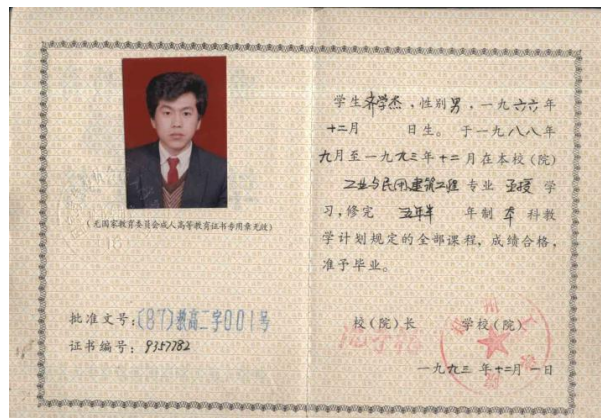 (无国家教育委员会成人高等教育证书专用章无效)
批准文号:(87)教高二字001号
证书编号:9357782
学生齐学杰,性别男,一九六六年
十二月 日生。于一九八八年
九月至一九九三年十二月在本校(院)
工业与民用建筑工程 专业 函授 学
习,修完 五年半 年制 本 科教
学计划规定的全部课程,成绩合格,
准予毕业。
校(院)长 学校(院)
一九九三年十二月一日